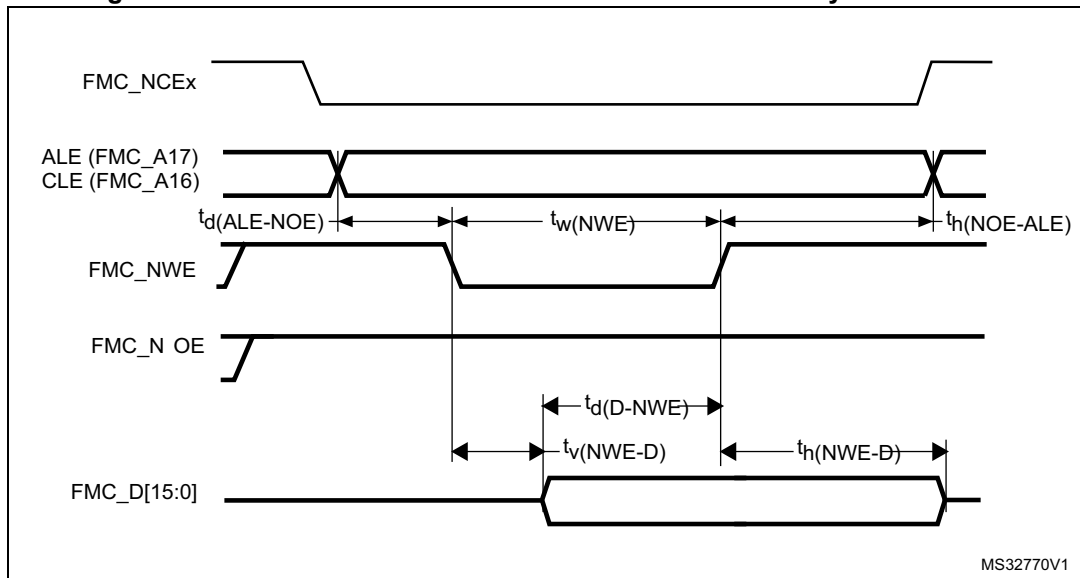 FMC_NCEx
ALE (FMC_A17)
CLE (FMC_A16)
td(ALE-NOE)
tw(NWE)
th(NOE-ALE)
FMC_NWE
FMC_N OE
td(D-NWE)
tv(NWE-D)
th(NWE-D)
FMC_D[15:0]
MS32770V1